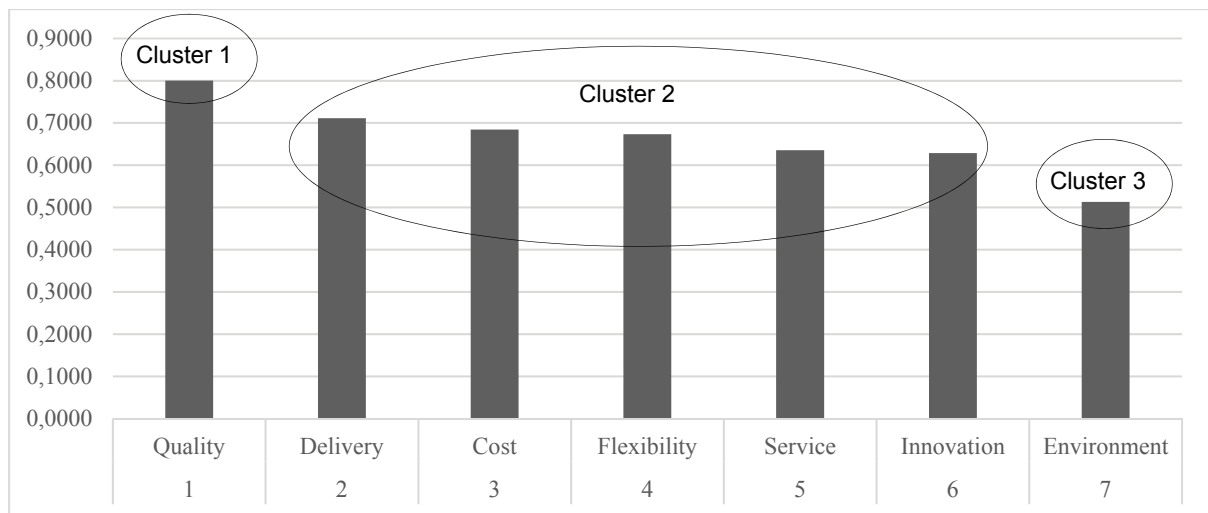 0,9000
Cluster 1
0,8000
Cluster 2
0,7000
0,6000
Cluster 3
0,5000
0,4000
0,3000
0,2000
0,1000
0,0000
Quality Delivery Cost Flexibility Service Innovation Environment
1 2 3 4 5 6 7